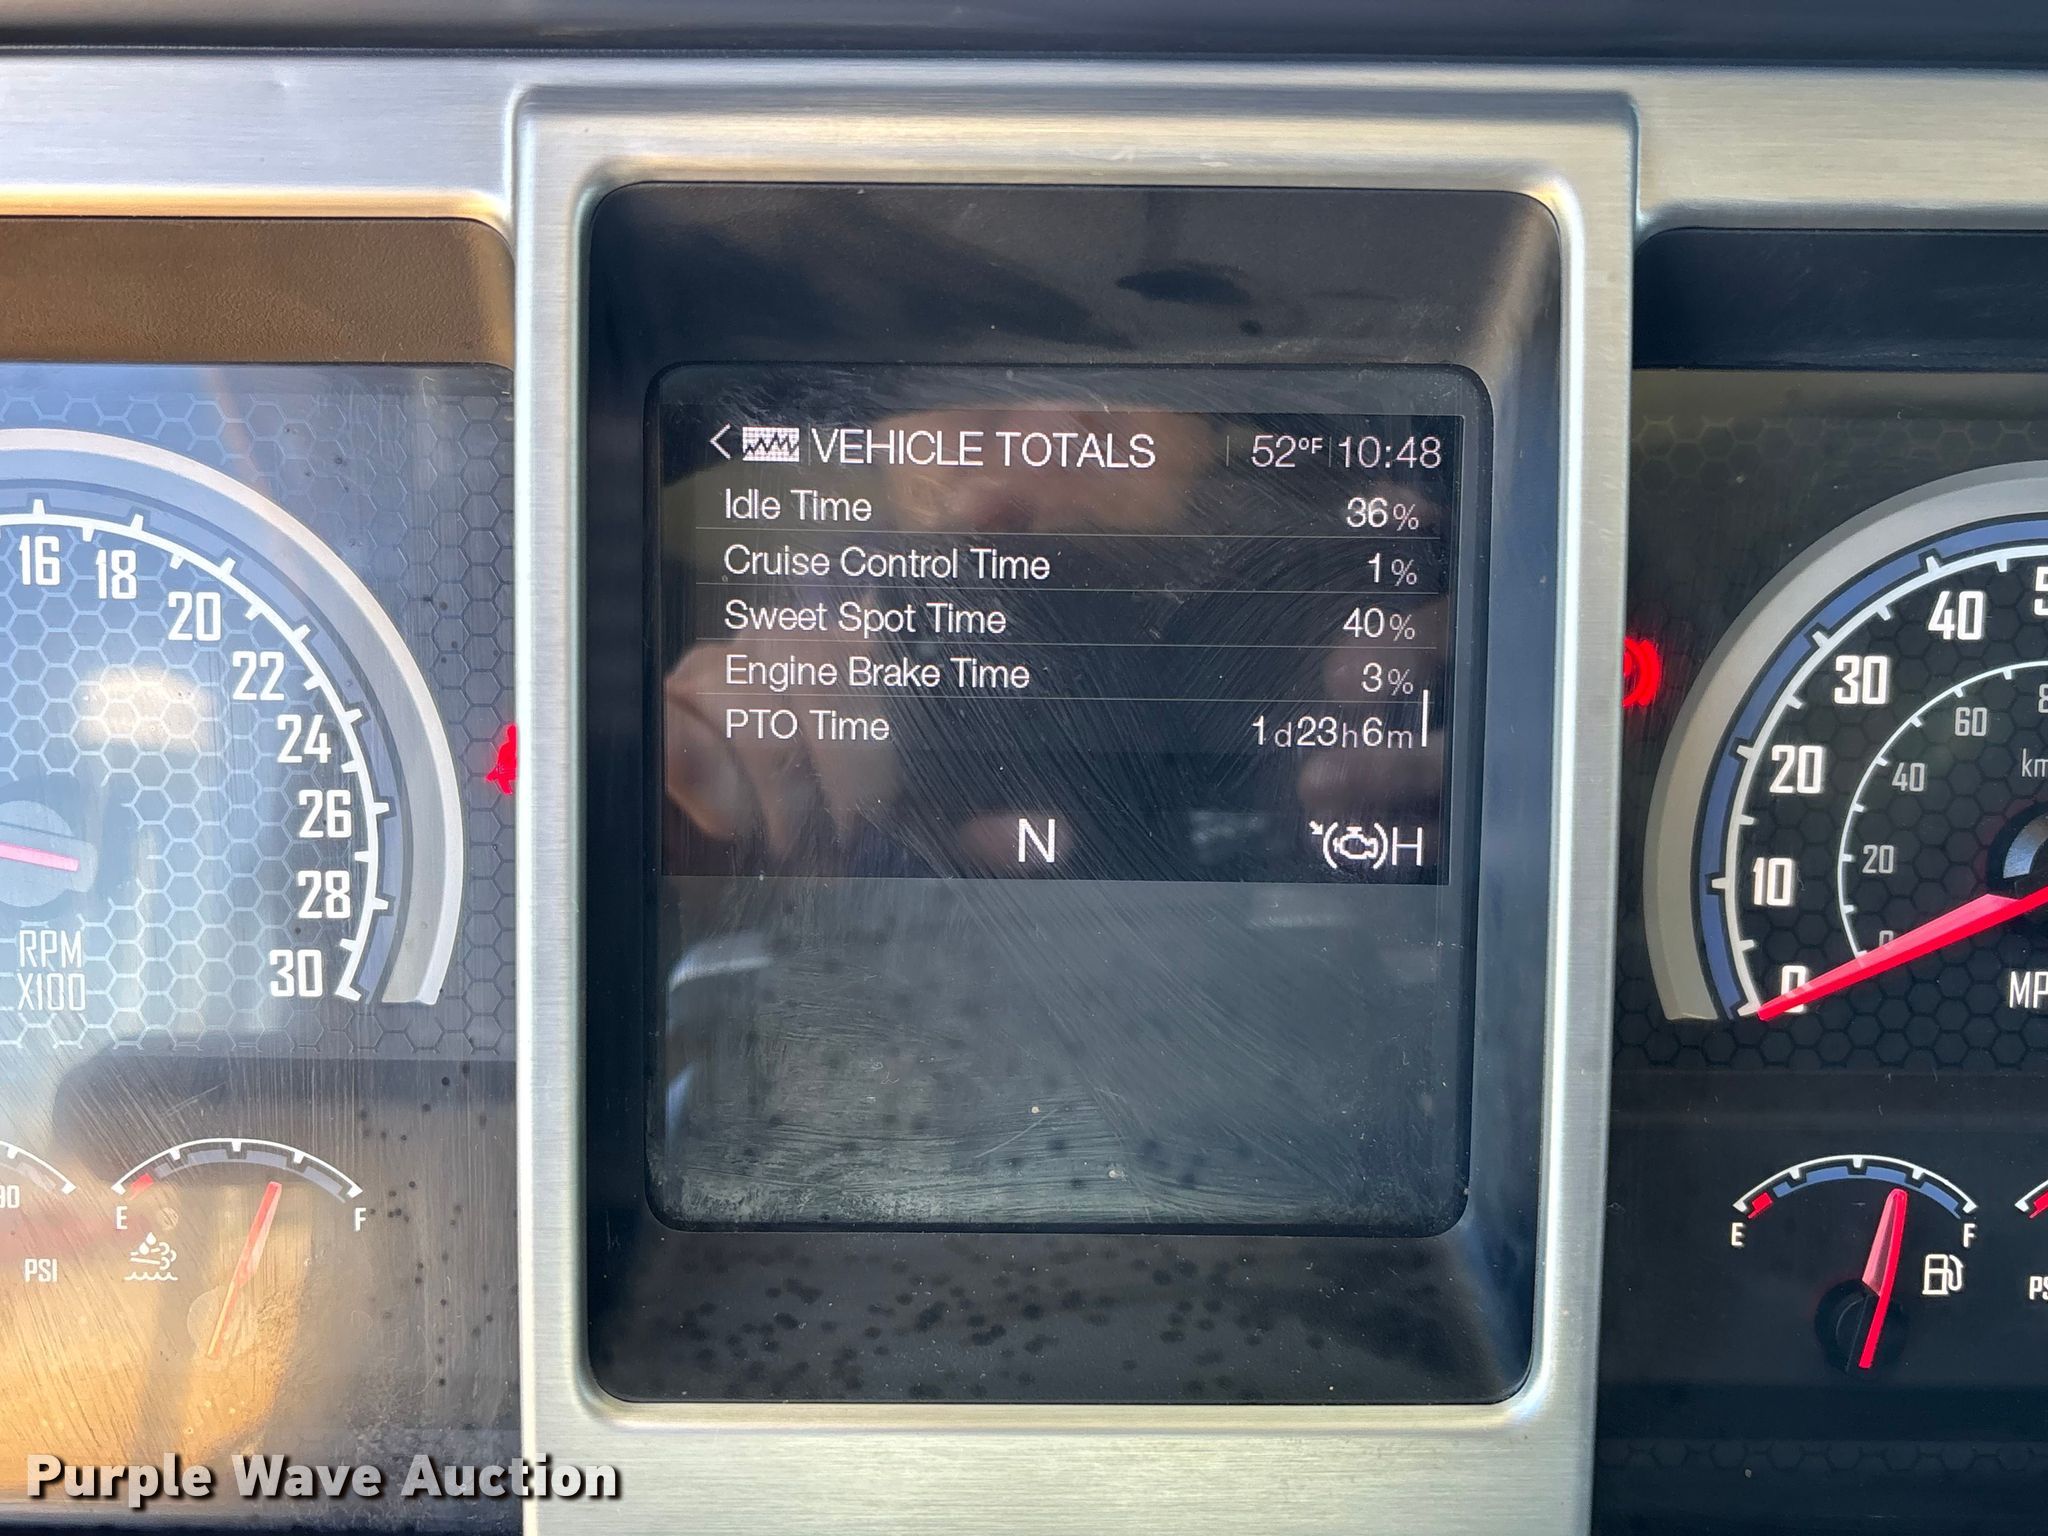 < VEHICLE TOTALS 52°F 10:48
Idle Time 36%
Cruise Control Time 1%
Sweet Spot Time 40%
Engine Brake Time 3%
PTO Time 1d23h6m
N H
16
18
20
22
24
26
28
30
RPM
X100
E F
PSI
40
30
20
10
0
60
40
20
0
E F
Purple Wave Auction